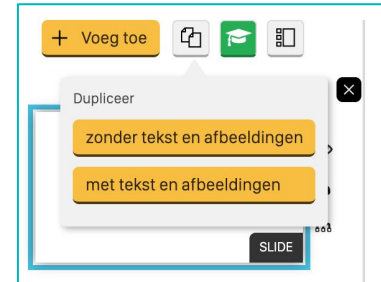 + Voeg toe
Dupliceer
zonder tekst en afbeeldingen
met tekst en afbeeldingen
SLIDE